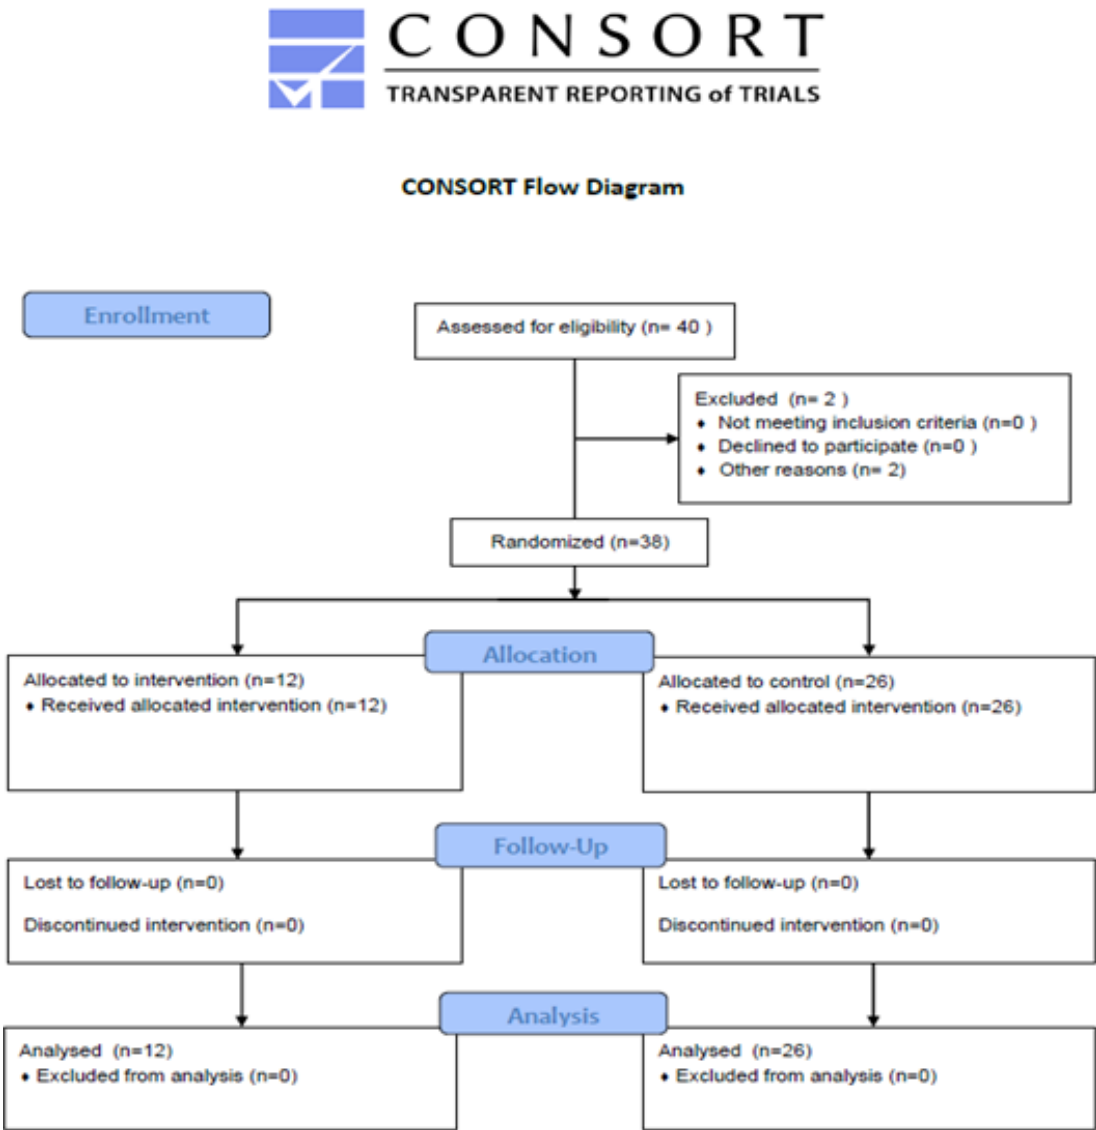 CONSORT
TRANSPARENT REPORTING of TRIALS
CONSORT Flow Diagram
Enrollment
Assessed for eligibility (n= 40 )
Excluded (n= 2 )
♦ Not meeting inclusion criteria (n=0 )
♦ Declined to participate (n=0 )
♦ Other reasons (n= 2)
Randomized (n=38)
Allocation
Allocated to intervention (n=12)
♦ Received allocated intervention (n=12)
Allocated to control (n=26)
♦ Received allocated intervention (n=26)
Follow-Up
Lost to follow-up (n=0)
Discontinued intervention (n=0)
Lost to follow-up (n=0)
Discontinued intervention (n=0)
Analysis
Analysed (n=12)
♦ Excluded from analysis (n=0)
Analysed (n=26)
♦ Excluded from analysis (n=0)